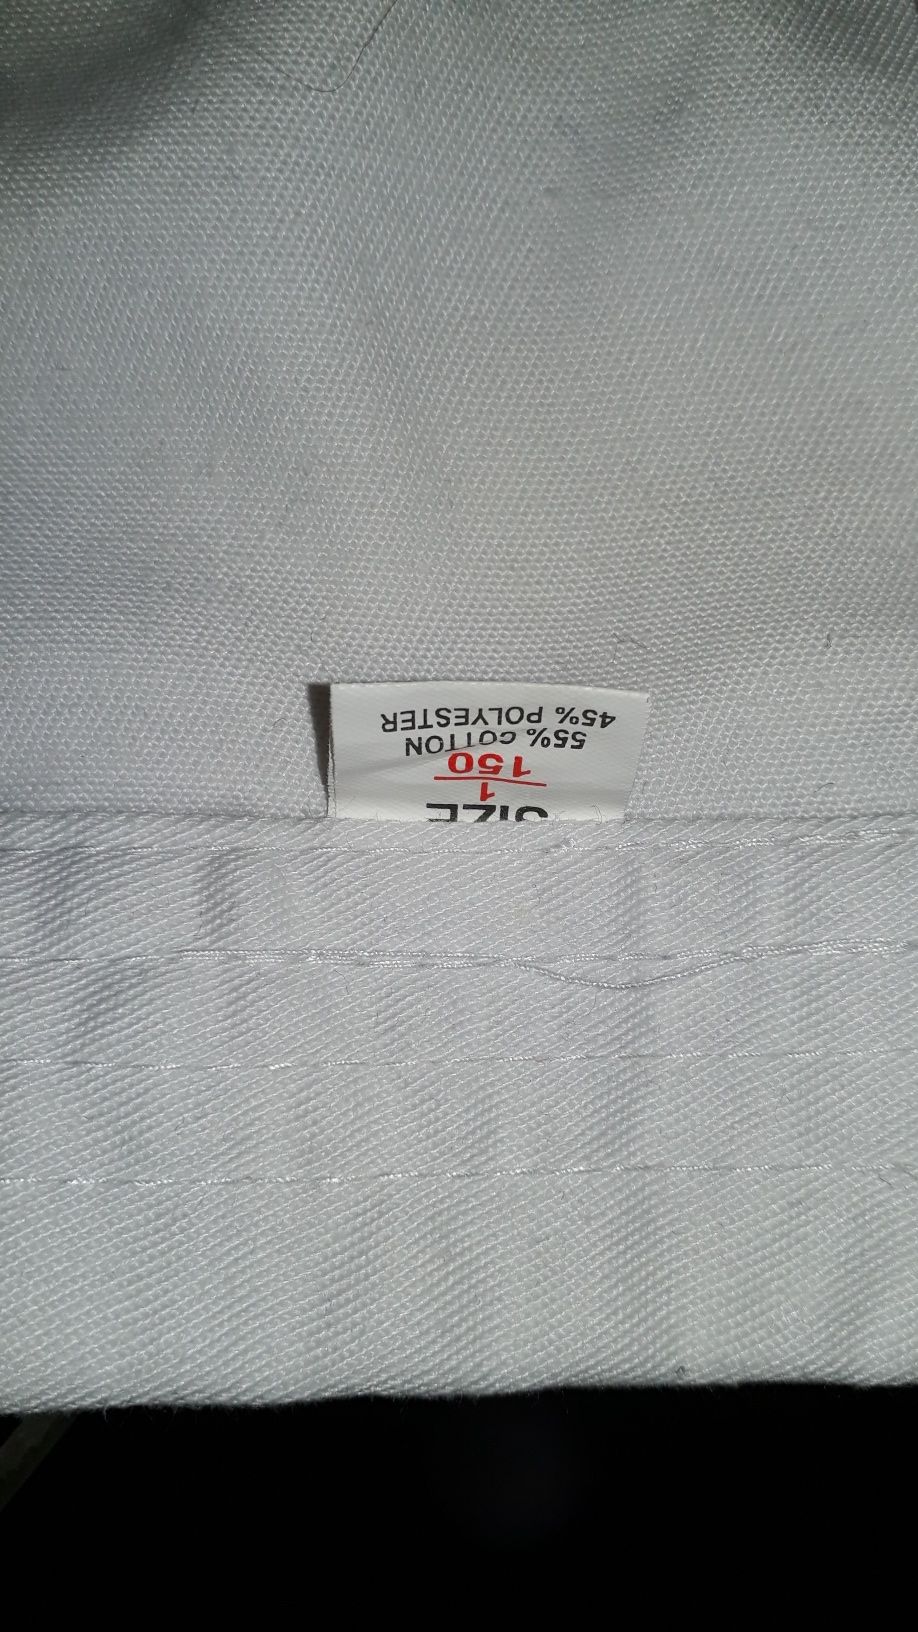 SIZE
1
150
55% COTTON
45% POLYESTER